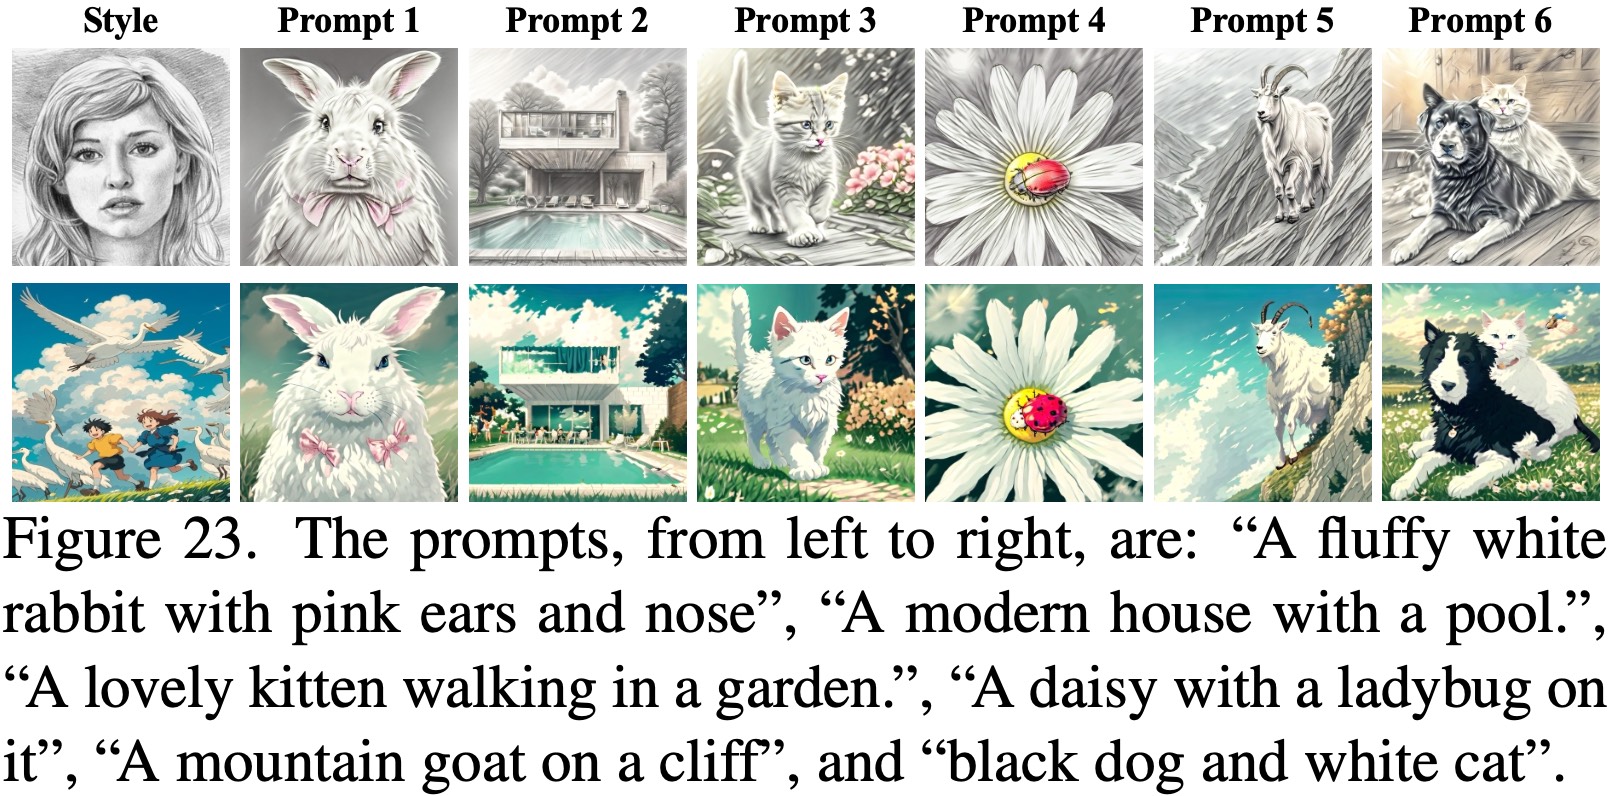 Style Prompt 1 Prompt 2 Prompt 3 Prompt 4 Prompt 5 Prompt 6
Figure 23. The prompts, from left to right, are: “A fluffy white
rabbit with pink ears and nose”, “A modern house with a pool.”,
“A lovely kitten walking in a garden.”, “A daisy with a ladybug on
it”, “A mountain goat on a cliff”, and “black dog and white cat”.